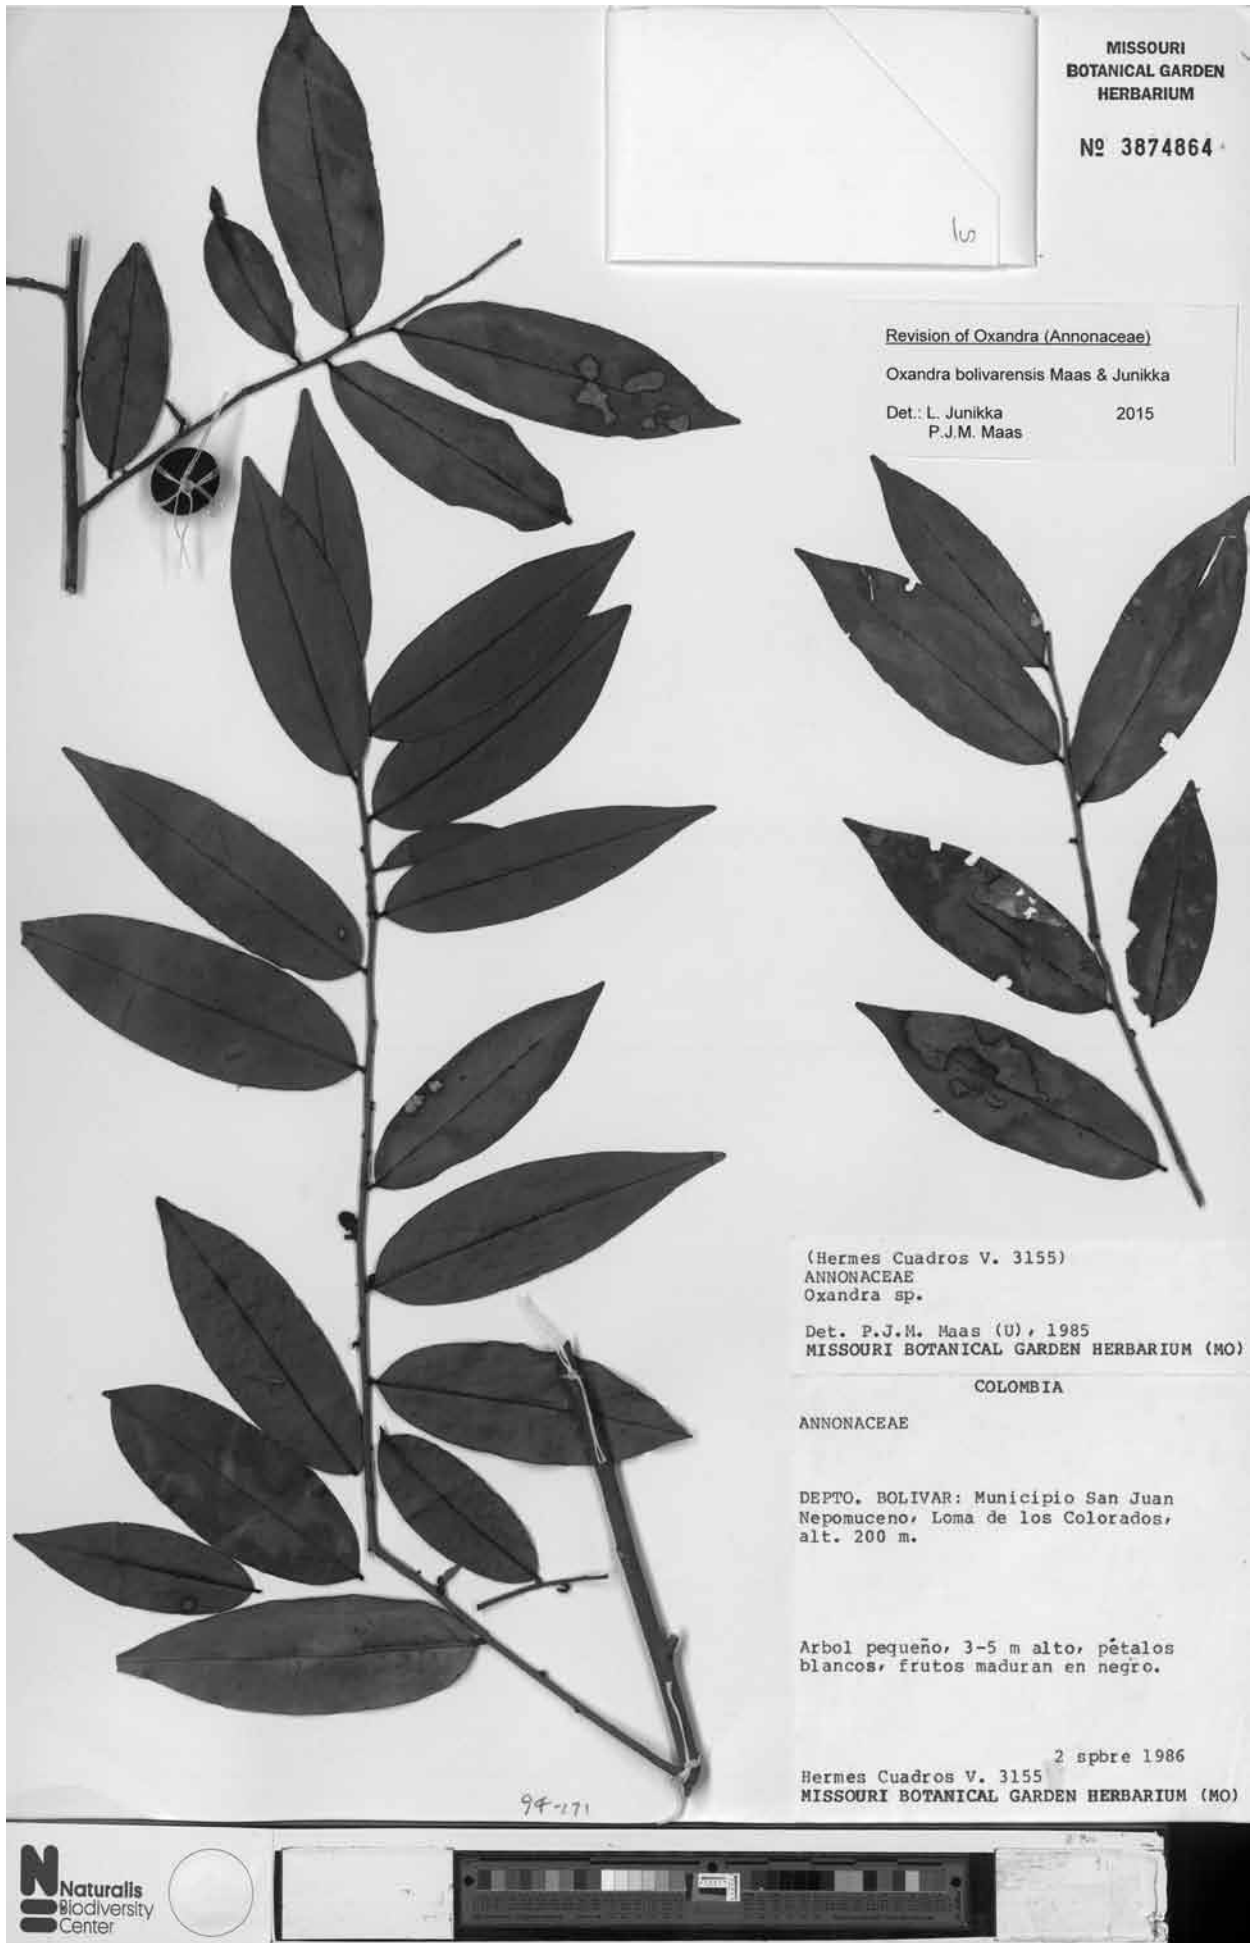 MISSOURI
BOTANICAL GARDEN
HERBARIUM
Nº 3874864
Revision of Oxandra (Annonaceae)
Oxandra bolivarensis Maas & Junikka
Det.: L. Junikka 2015
P.J.M. Maas
(Hermes Cuadros V. 3155)
ANNONACEAE
Oxandra sp.
Det. P.J.M. Maas (U), 1985
MISSOURI BOTANICAL GARDEN HERBARIUM (MO)
COLOMBIA
ANNONACEAE
DEPTO. BOLIVAR: Municipio San Juan
Nepomuceno, Loma de los Colorados,
alt. 200 m.
Arbol pequeño, 3-5 m alto, pétalos
blancos, frutos maduran en negro.
2 spbre 1986
Hermes Cuadros V. 3155
MISSOURI BOTANICAL GARDEN HERBARIUM (MO)
94-171
Naturalis
Biodiversity
Center